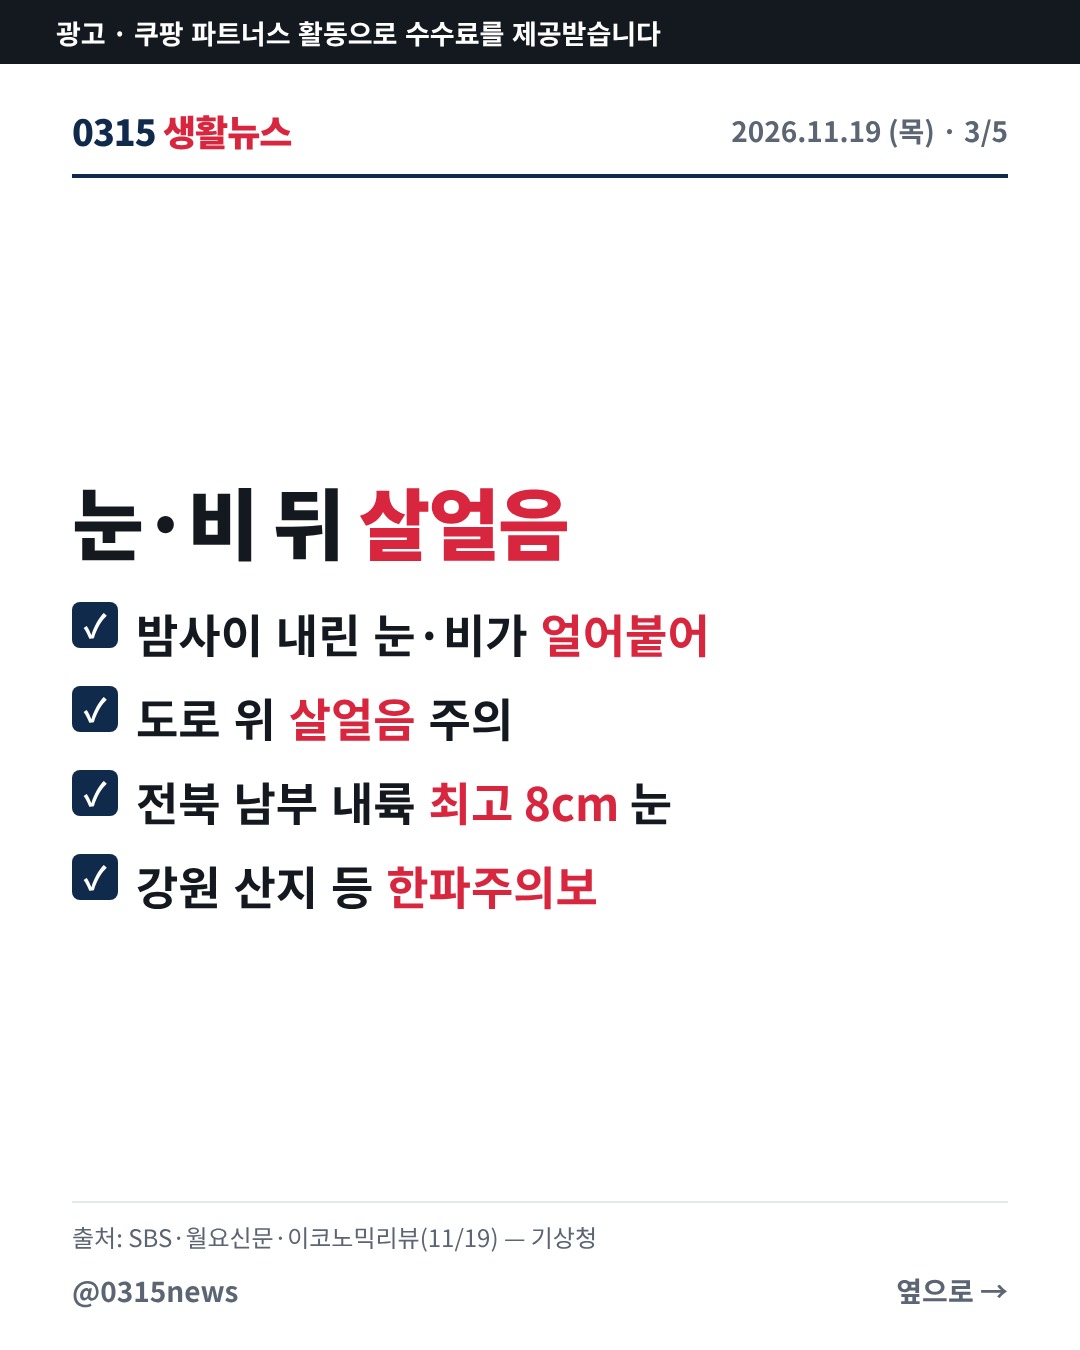 광고 · 쿠팡 파트너스 활동으로 수수료를 제공받습니다
0315 생활뉴스
2026.11.19 (목) · 3/5
눈·비 뒤 살얼음
✓ 밤사이 내린 눈·비가 얼어붙어
✓ 도로 위 살얼음 주의
✓ 전북 남부 내륙 최고 8cm 눈
✓ 강원 산지 등 한파주의보
출처: SBS·월요신문·이코노믹리뷰(11/19) — 기상청
@0315news
옆으로 →